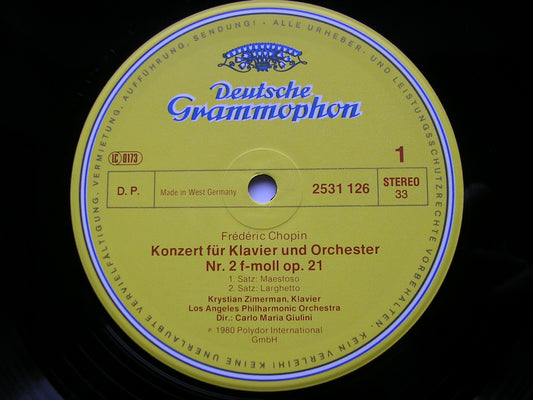 KEIN VERLEIH! KEINE UNERLAUBTE VERVIELFÄLTIGUNG, VERMIETUNG, AUFFÜHRUNG, SENDUNG! - ALLE URHEBER- UND LEISTUNGSSCHUTZRECHTE VORBEHALTEN -
Deutsche
Grammophon
LC 0173
1
D. P.
Made in West Germany
2531 126
STEREO
33
Frédéric Chopin
Konzert für Klavier und Orchester
Nr. 2 f-moll op. 21
1. Satz: Maestoso
2. Satz: Larghetto
Krystian Zimerman, Klavier
Los Angeles Philharmonic Orchestra
Dir.: Carlo Maria Giulini
℗ 1980 Polydor International
GmbH